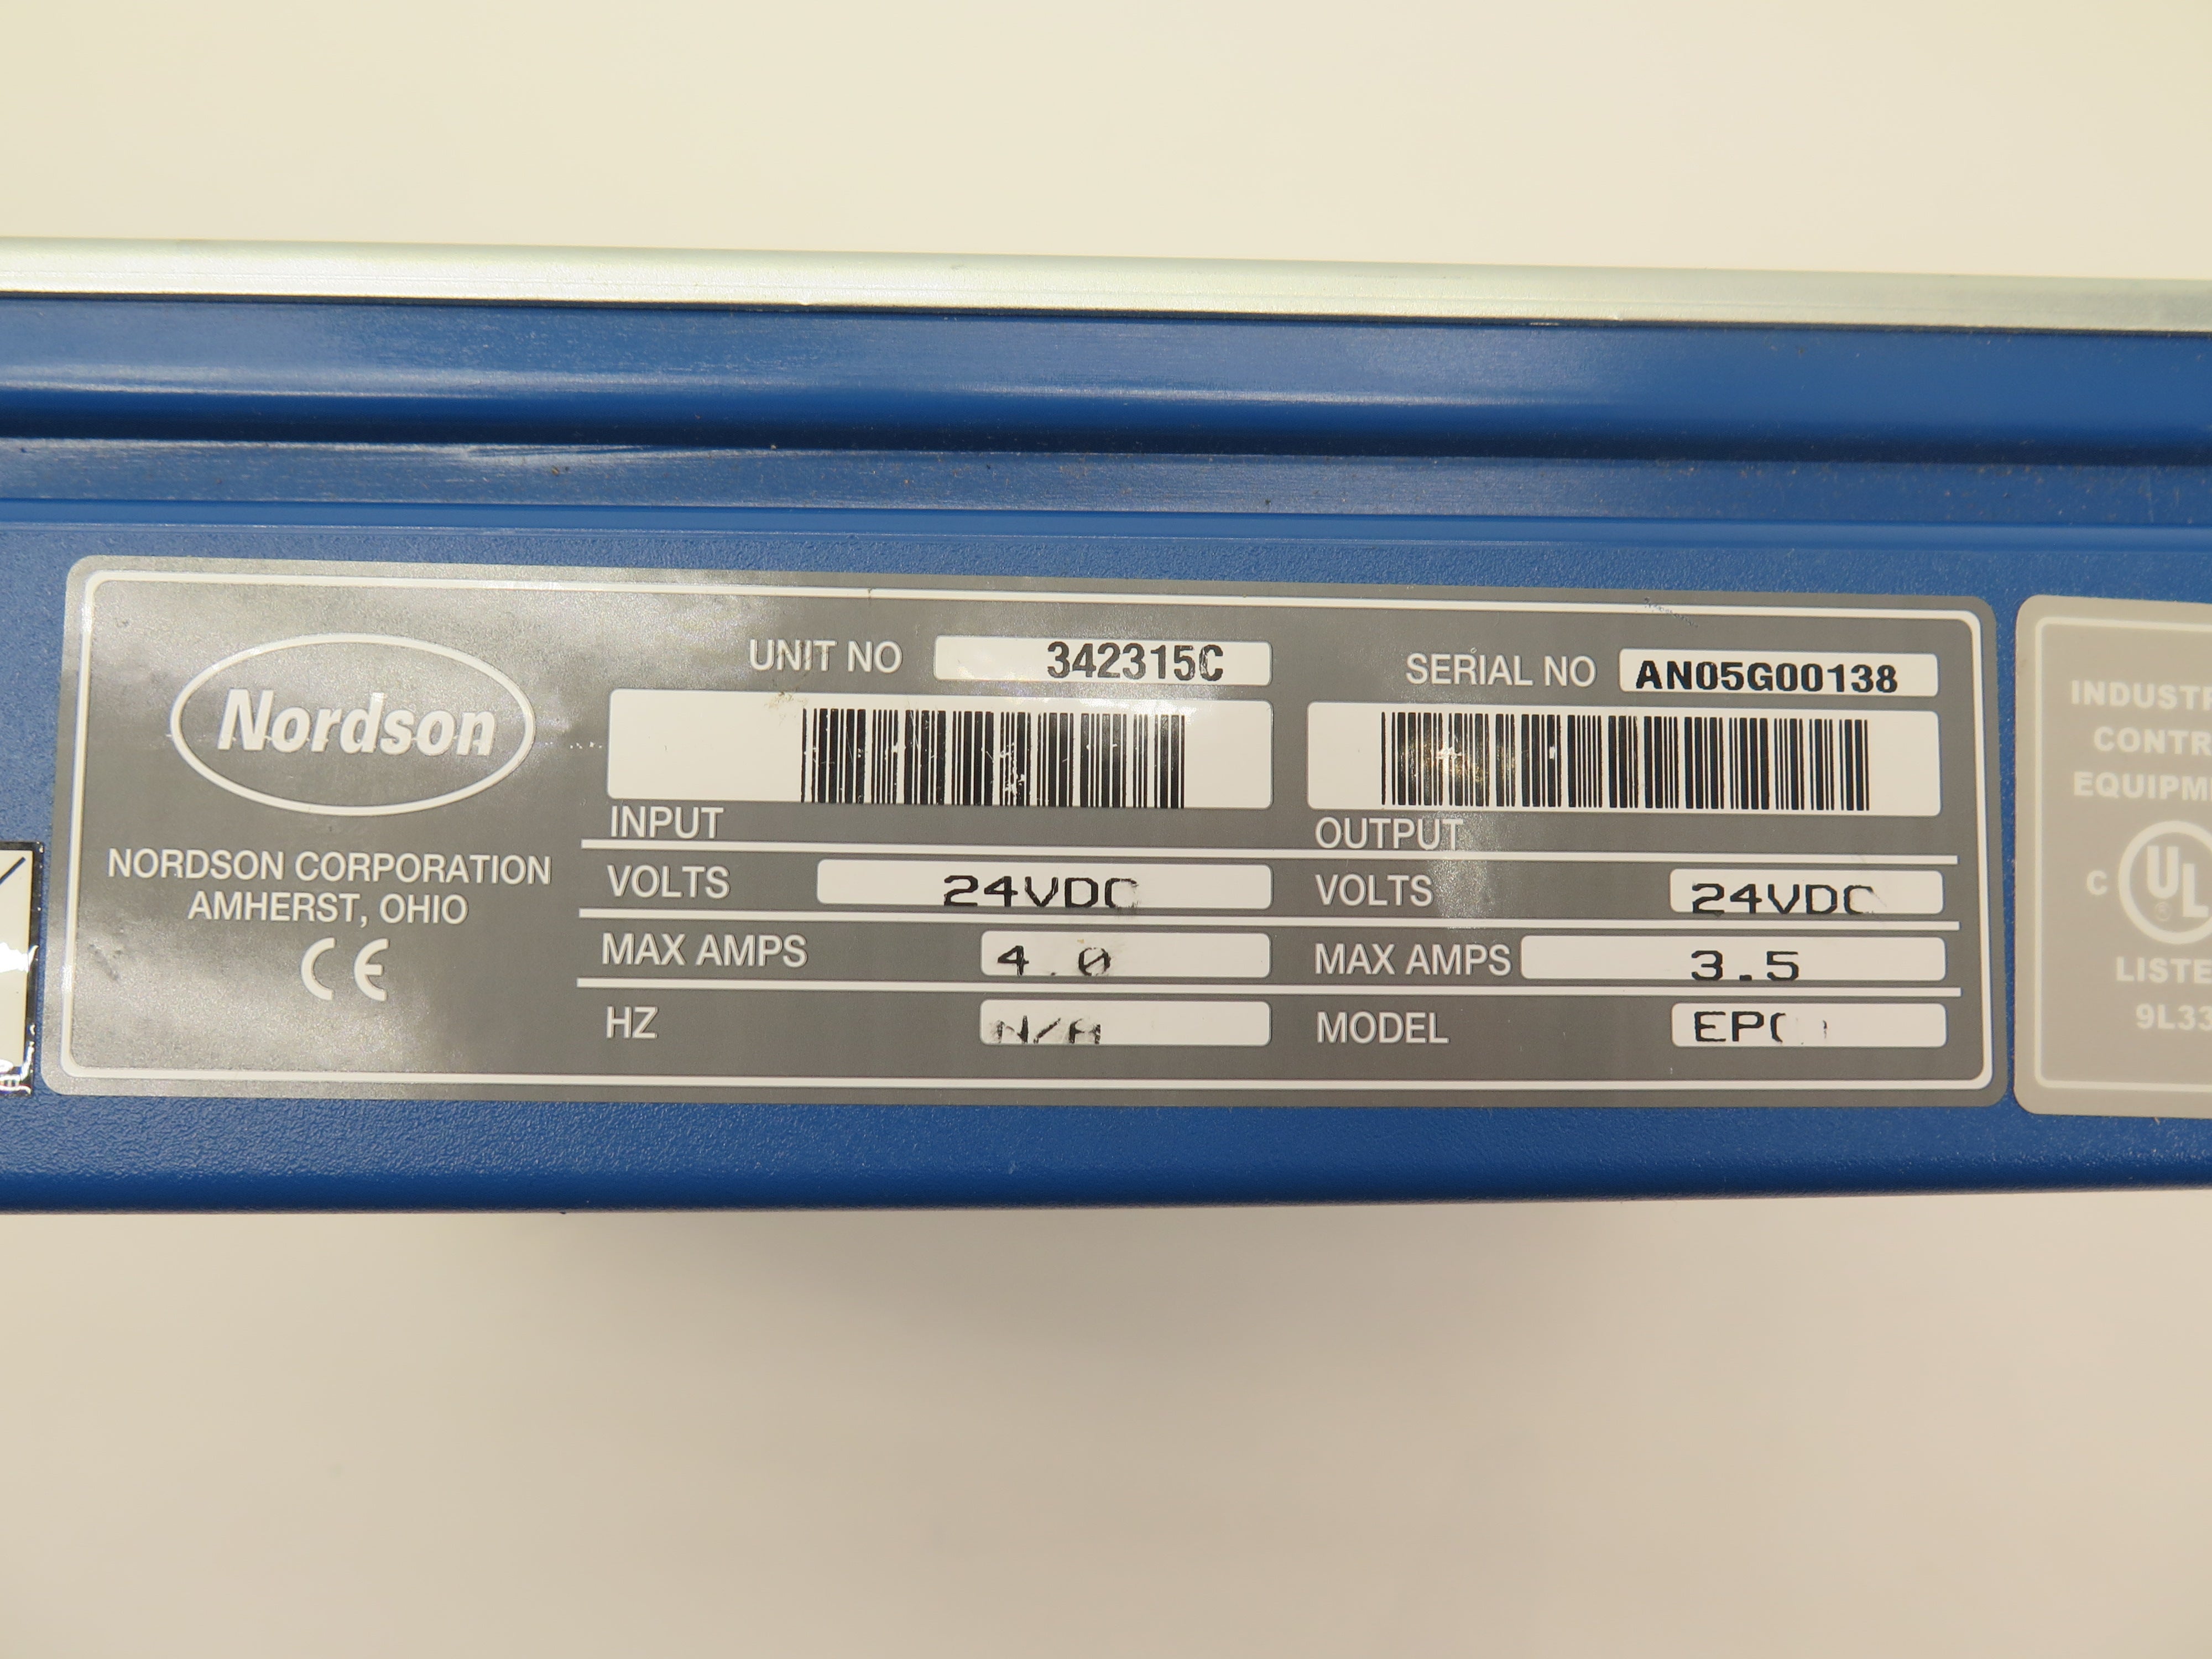 Nordson
NORDSON CORPORATION
AMHERST, OHIO
CE
UNIT NO 342315C
SERIAL NO AN05G00138
INPUT
OUTPUT
VOLTS 24VDC
VOLTS 24VDC
MAX AMPS 4.0
MAX AMPS 3.5
HZ N/A
MODEL
INDUST
CONTR
EQUIPM
C UL
LISTE
9L33